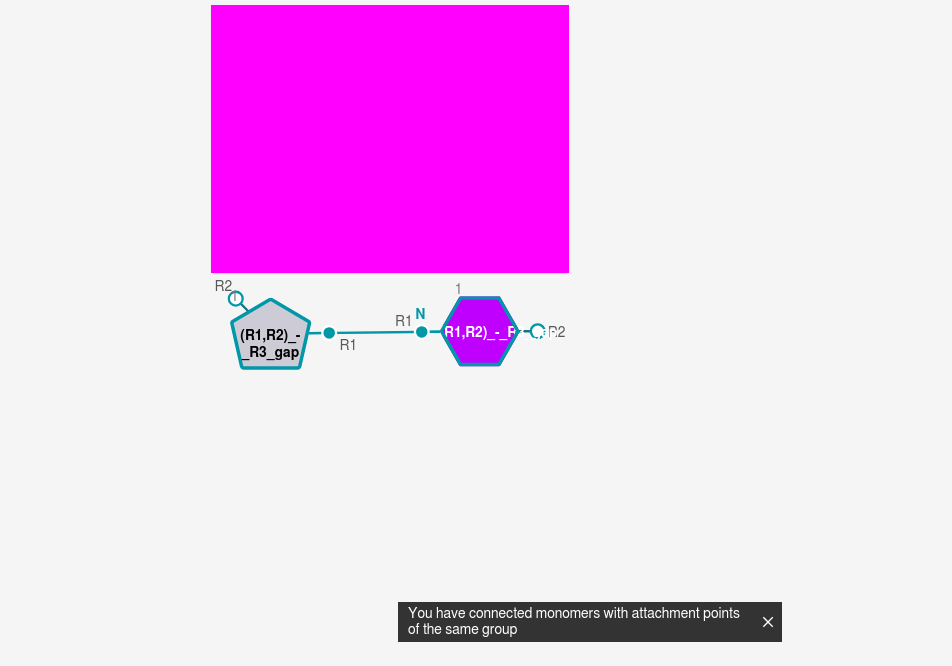 R2
1
1
N
R1
(R1,R2)_-
_R3_gap
R1,R2)_-_R
R2
R1
You have connected monomers with attachment points
of the same group